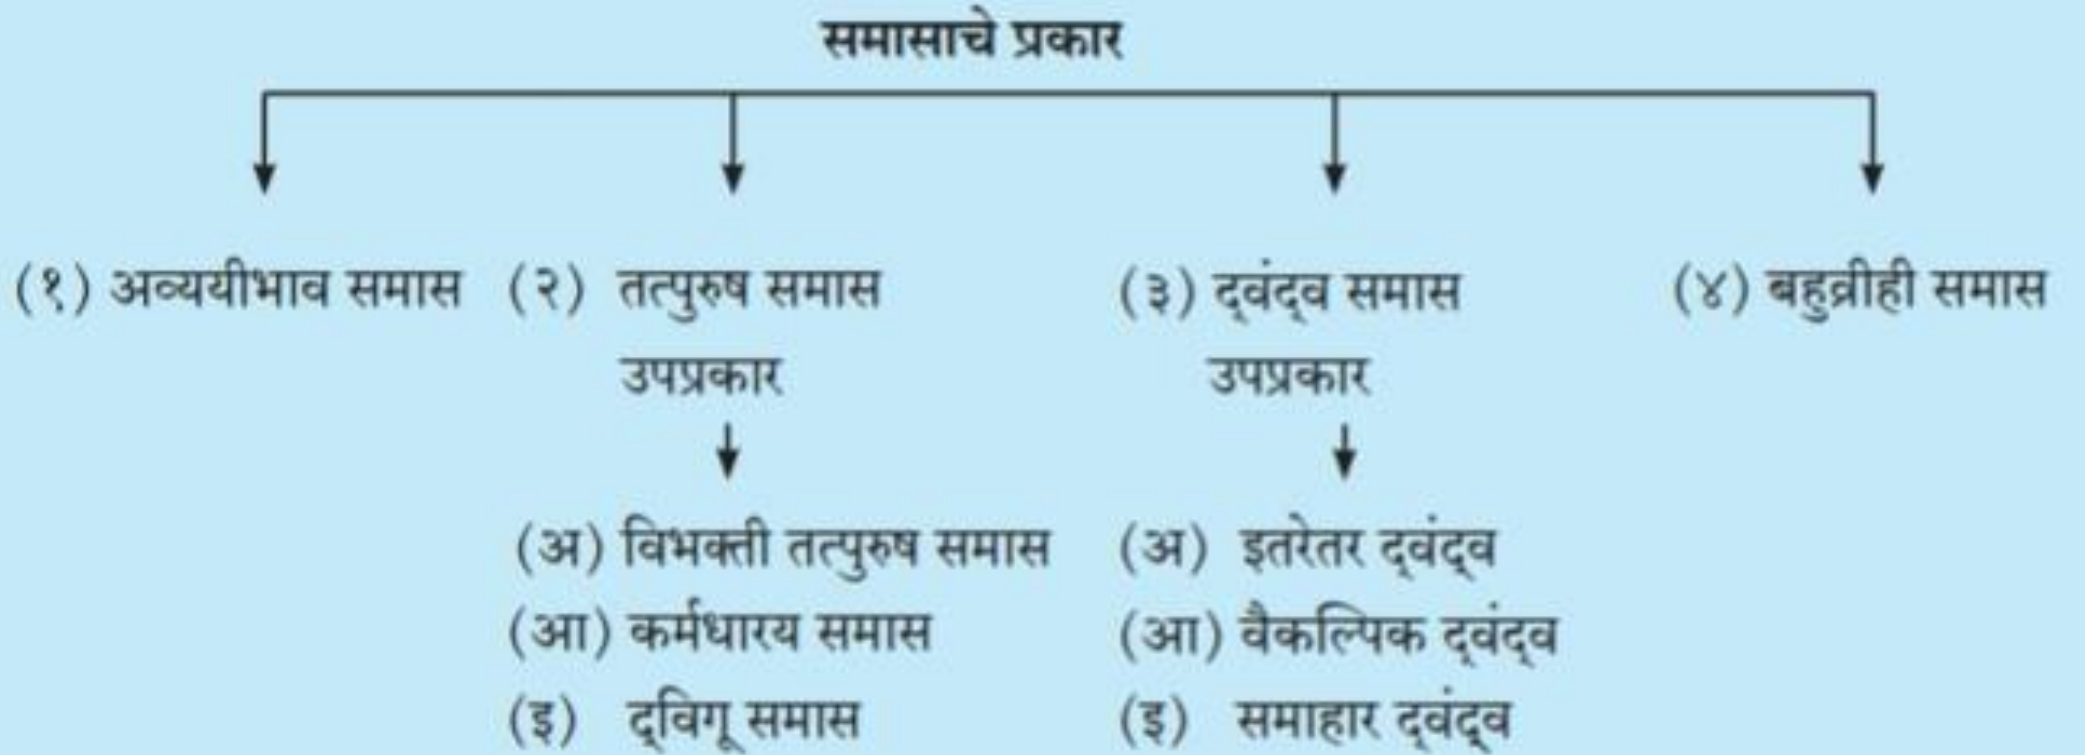 समासाचे प्रकार
(१) अव्ययीभाव समास (२) तत्पुरुष समास (३) द्‌वंद्‌व समास (४) बहुव्रीही समास
उपप्रकार उपप्रकार
(अ) विभक्ती तत्पुरुष समास (अ) इतरेतर द्‌वंद्‌व
(आ) कर्मधारय समास (आ) वैकल्पिक द्‌वंद्‌व
(इ) द्‌विगू समास (इ) समाहार द्‌वंद्‌व